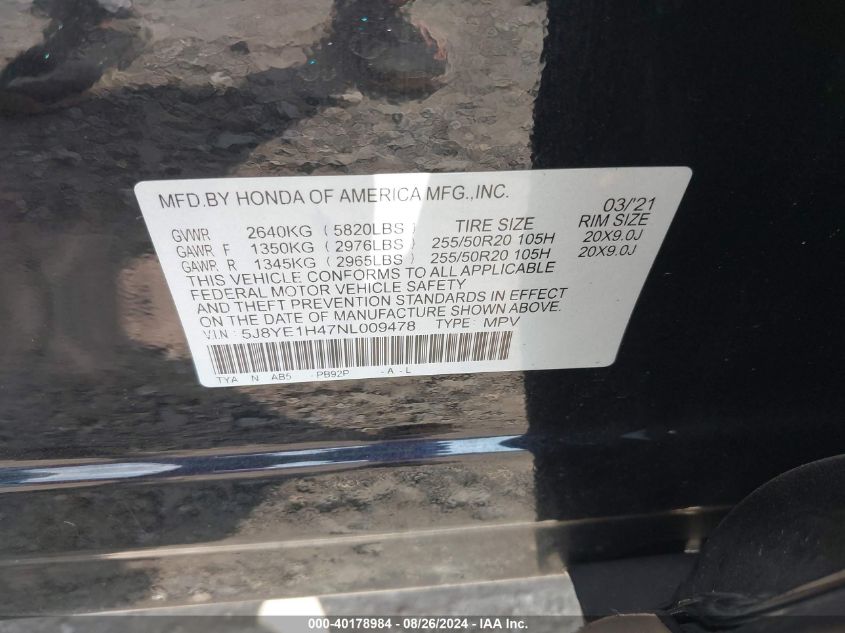 MFD.BY HONDA OF AMERICA MFG.,INC. 03/'21
GVWR 2640KG (5820LBS) TIRE SIZE RIM SIZE
GAWR F 1350KG (2976LBS) 255/50R20 105H 20X9.0J
GAWR R 1345KG (2965LBS) 255/50R20 105H 20X9.0J
THIS VEHICLE CONFORMS TO ALL APPLICABLE
FEDERAL MOTOR VEHICLE SAFETY
AND THEFT PREVENTION STANDARDS IN EFFECT
ON THE DATE OF MANUFACTURE SHOWN ABOVE.
V.I.N: 5J8YE1H47NL009478 TYPE: MPV
TYA N AB5 PB92P -A-L
000-40178984 - 08/26/2024 - IAA Inc.